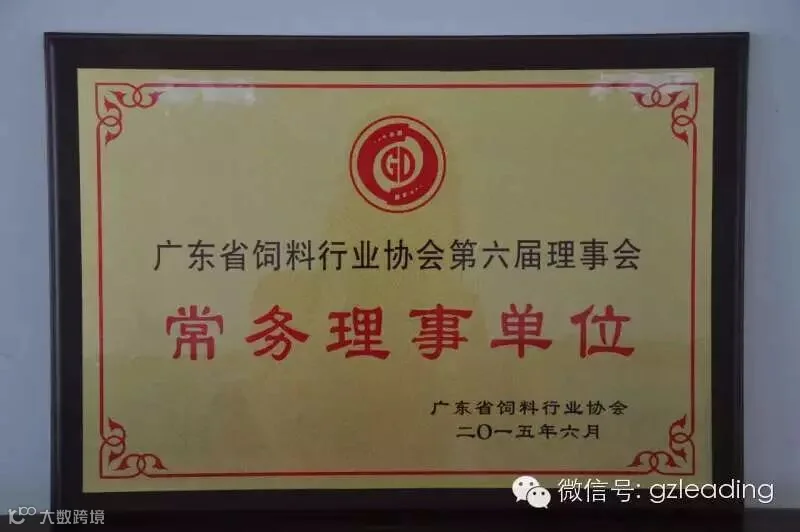 GD
广东省饲料行业协会第六届理事会
常务理事单位
广东省饲料行业协会
二〇一五年六月
微信号: gzleading
大数跨境